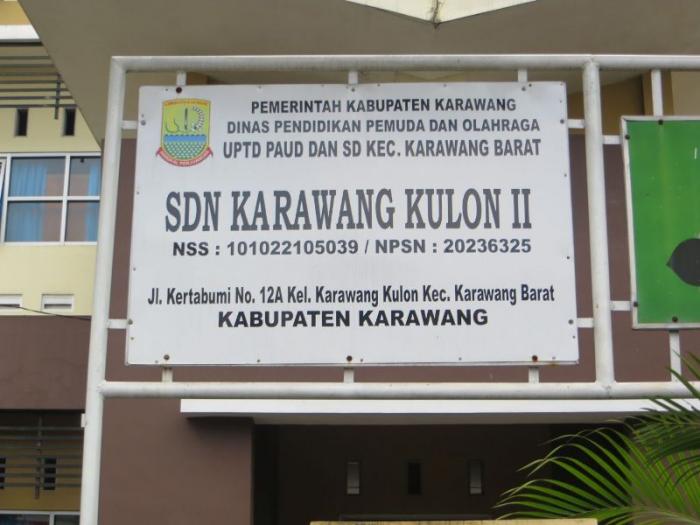 PEMERINTAH KABUPATEN KARAWANG
DINAS PENDIDIKAN PEMUDA DAN OLAHRAGA
UPTD PAUD DAN SD KEC. KARAWANG BARAT
SDN KARAWANG KULON II
NSS : 101022105039 / NPSN : 20236325
Jl. Kertabumi No. 12A Kel. Karawang Kulon Kec. Karawang Barat
KABUPATEN KARAWANG